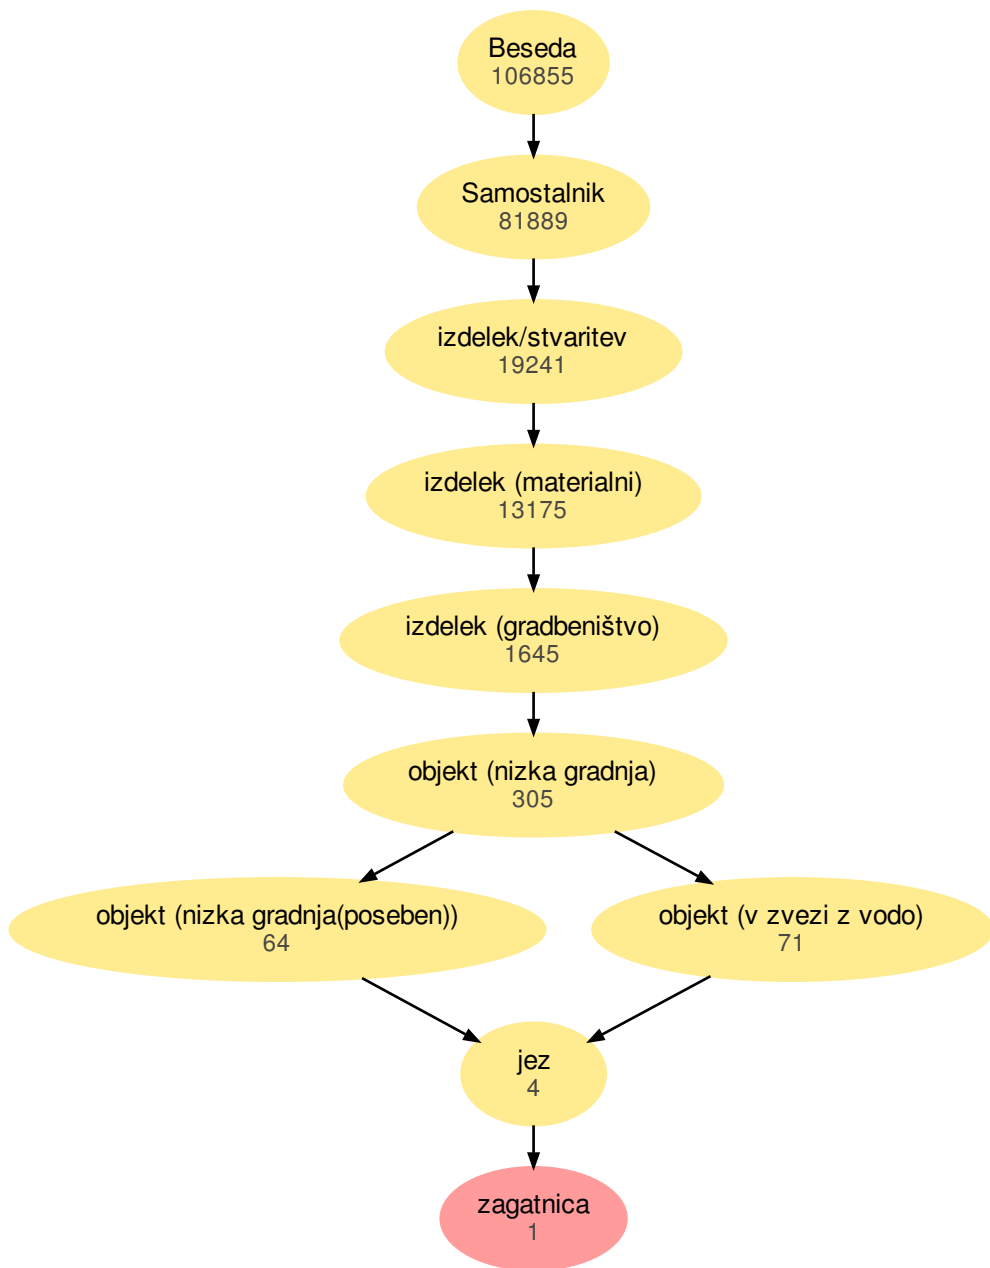 Beseda
106855
Samostalnik
81889
izdelek/stvaritev
19241
izdelek (materialni)
13175
izdelek (gradbeništvo)
1645
objekt (nizka gradnja)
305
objekt (nizka gradnja(poseben))
64
objekt (v zvezi z vodo)
71
jez
4
zagatnica
1